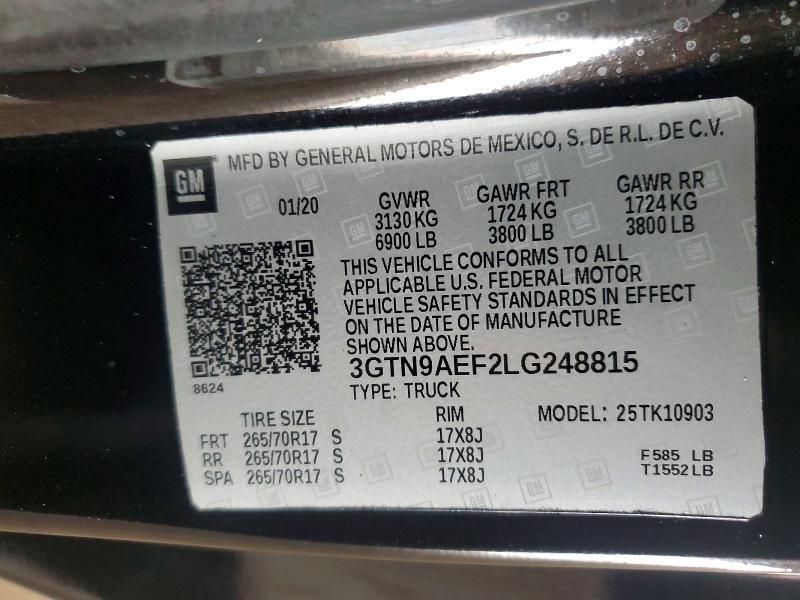 MFD BY GENERAL MOTORS DE MEXICO, S. DE R.L. DE C.V.
GM
01/20
GVWR GAWR FRT GAWR RR
3130 KG 1724 KG 1724 KG
6900 LB 3800 LB 3800 LB
THIS VEHICLE CONFORMS TO ALL
APPLICABLE U.S. FEDERAL MOTOR
VEHICLE SAFETY STANDARDS IN EFFECT
ON THE DATE OF MANUFACTURE
SHOWN ABOVE.
3GTN9AEF2LG248815
8624
TYPE: TRUCK
TIRE SIZE RIM MODEL: 25TK10903
FRT 265/70R17 S 17X8J
RR 265/70R17 S 17X8J F585 LB
SPA 265/70R17 S 17X8J T1552LB